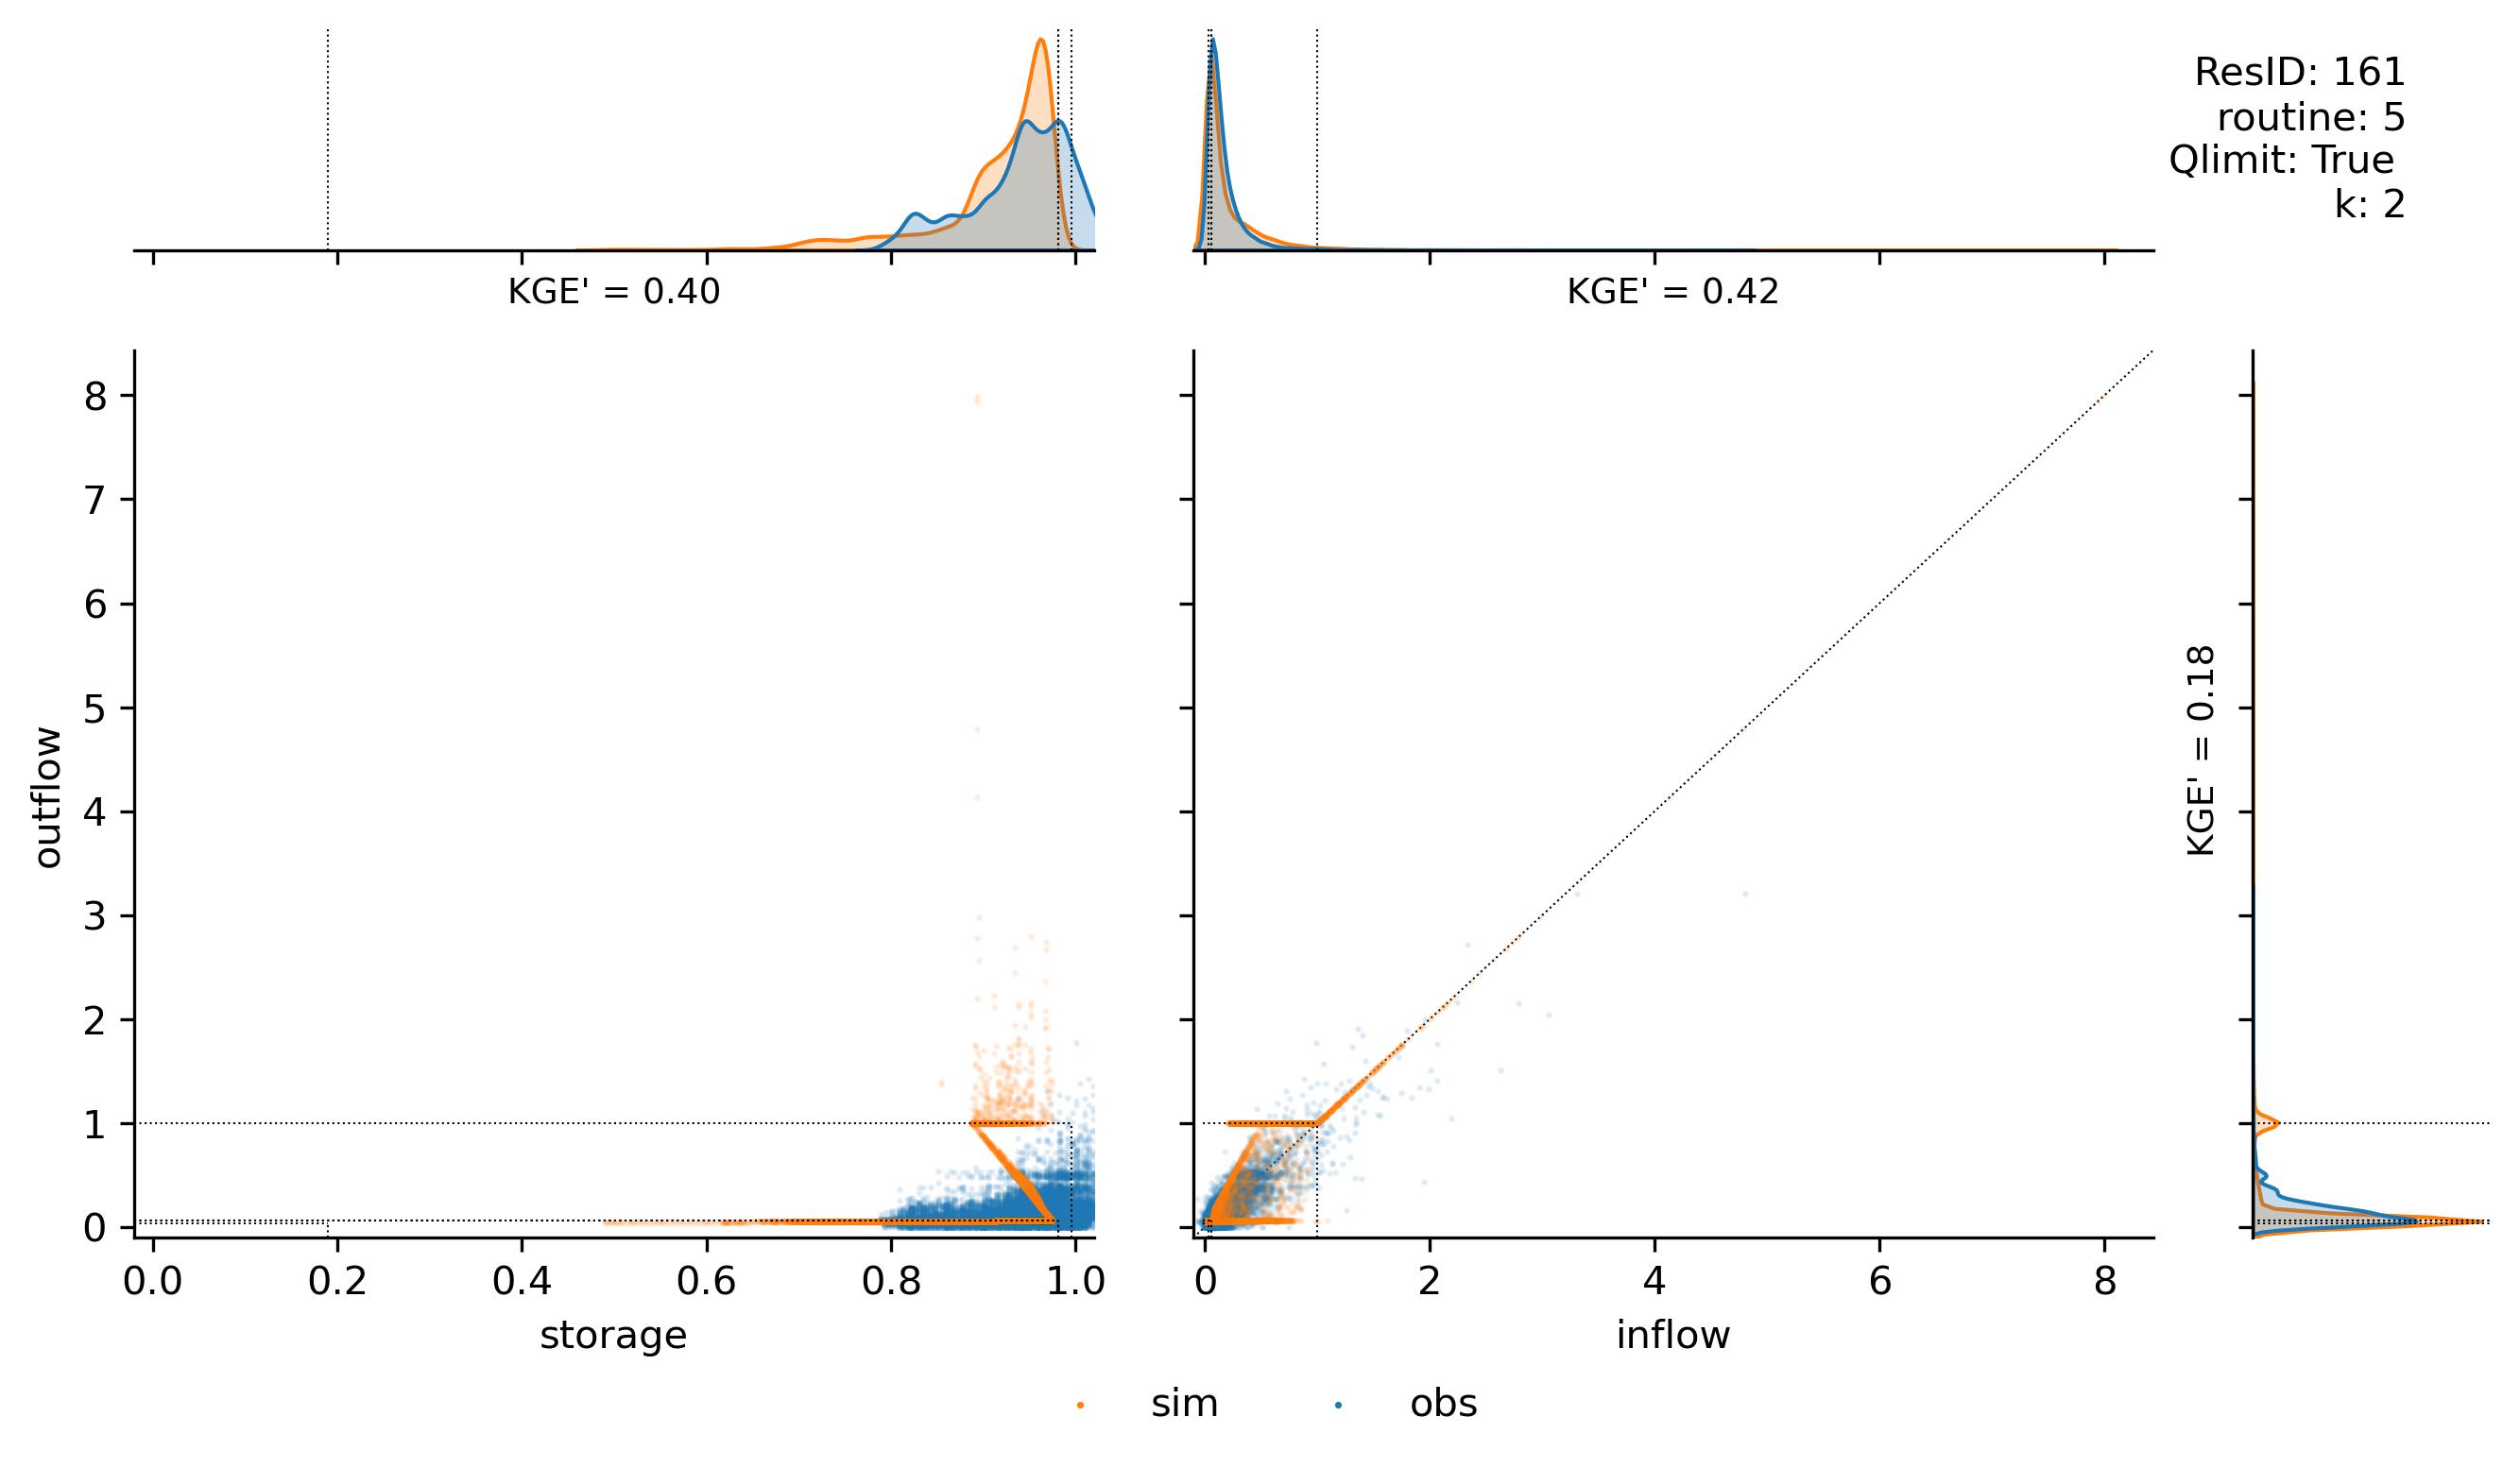 ResID: 161
routine: 5
Qlimit: True
k: 2
KGE' = 0.40
KGE' = 0.42
outflow
8
7
6
5
4
3
2
1
0
KGE' = 0.18
0.0 0.2 0.4 0.6 0.8 1.0
0 2 4 6 8
storage
inflow
sim obs